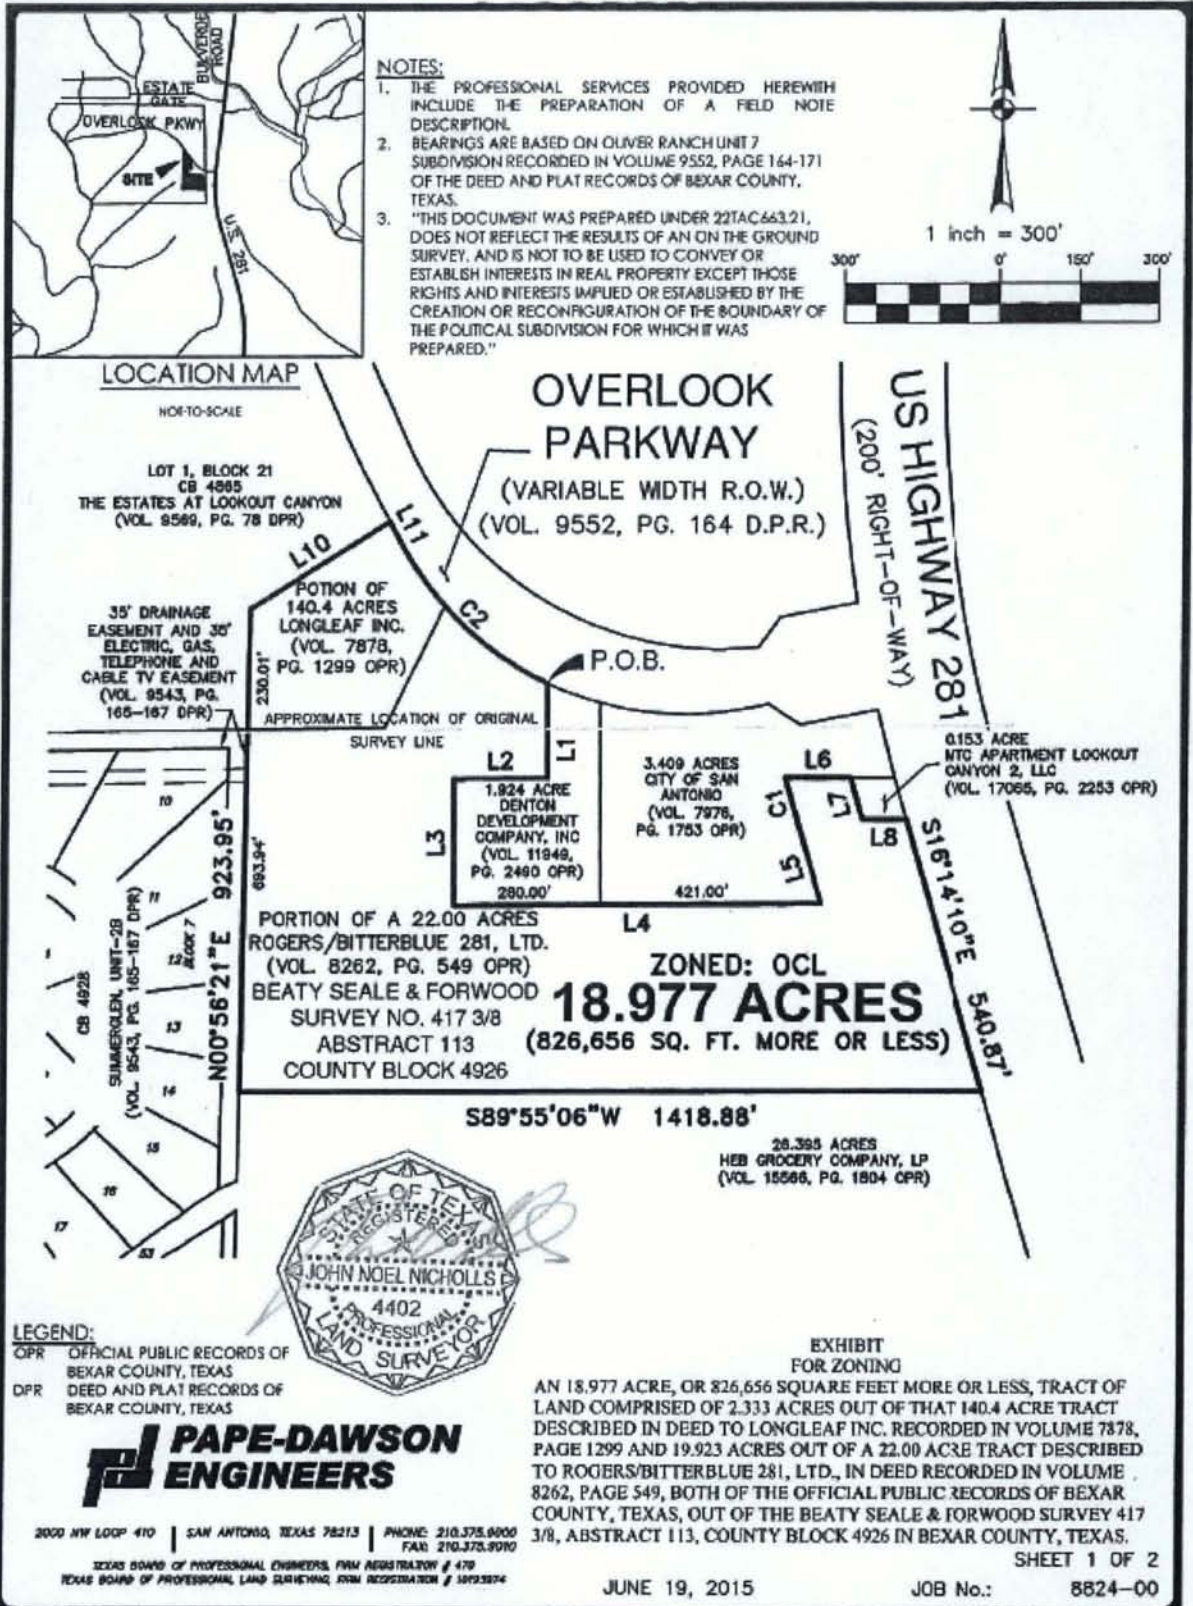 BULVERDE
ROAD
ESTATE
GATE
OVERLOOK PKWY
SITE
U.S. 281
LOCATION MAP
NOT-TO-SCALE
NOTES:
1. THE PROFESSIONAL SERVICES PROVIDED HEREWITH
INCLUDE THE PREPARATION OF A FIELD NOTE
DESCRIPTION.
2. BEARINGS ARE BASED ON OLIVER RANCH UNIT 7
SUBDIVISION RECORDED IN VOLUME 9552, PAGE 164-171
OF THE DEED AND PLAT RECORDS OF BEXAR COUNTY,
TEXAS.
3. "THIS DOCUMENT WAS PREPARED UNDER 22TAC663.21,
DOES NOT REFLECT THE RESULTS OF AN ON THE GROUND
SURVEY, AND IS NOT TO BE USED TO CONVEY OR
ESTABLISH INTERESTS IN REAL PROPERTY EXCEPT THOSE
RIGHTS AND INTERESTS IMPLIED OR ESTABLISHED BY THE
CREATION OR RECONFIGURATION OF THE BOUNDARY OF
THE POLITICAL SUBDIVISION FOR WHICH IT WAS
PREPARED."
1 inch = 300'
300' 0' 150' 300'
OVERLOOK
PARKWAY
(VARIABLE WIDTH R.O.W.)
(VOL. 9552, PG. 164 D.P.R.)
US HIGHWAY 281
(200' RIGHT-OF-WAY)
LOT 1, BLOCK 21
CB 4865
THE ESTATES AT LOOKOUT CANYON
(VOL. 9569, PG. 78 DPR)
L10
L11
C2
POTION OF
140.4 ACRES
LONGLEAF INC.
(VOL. 7878,
PG. 1299 OPR)
35' DRAINAGE
EASEMENT AND 36'
ELECTRIC, GAS,
TELEPHONE AND
CABLE TV EASEMENT
(VOL. 9543, PG.
165-167 DPR)
230.01'
P.O.B.
APPROXIMATE LOCATION OF ORIGINAL
SURVEY LINE
L1
L2
L3
1.924 ACRE
DENTON
DEVELOPMENT
COMPANY, INC
(VOL. 11949,
PG. 2490 OPR)
280.00'
3.409 ACRES
CITY OF SAN
ANTONIO
(VOL. 7976,
PG. 1753 OPR)
421.00'
L4
C1
L5
L6
L7
L8
0.153 ACRE
NTC APARTMENT LOOKOUT
CANYON 2, LLC
(VOL. 17065, PG. 2253 OPR)
S16°14'10"E 540.87'
N00°56'21"E 923.95'
693.94'
10
11
12
13
14
15
16
17
53
BLOCK 7
SUMMERGLEN, UNIT-2B
(VOL. 9543, PG. 165-167 DPR)
CB 4928
PORTION OF A 22.00 ACRES
ROGERS/BITTERBLUE 281, LTD.
(VOL. 8262, PG. 549 OPR)
BEATY SEALE & FORWOOD
SURVEY NO. 417 3/8
ABSTRACT 113
COUNTY BLOCK 4926
ZONED: OCL
18.977 ACRES
(826,656 SQ. FT. MORE OR LESS)
S89°55'06"W 1418.88'
26.395 ACRES
HEB GROCERY COMPANY, LP
(VOL. 15566, PG. 1804 OPR)
STATE OF TEXAS
REGISTERED
JOHN NOEL NICHOLLS
4402
PROFESSIONAL
LAND SURVEYOR
LEGEND:
OPR OFFICIAL PUBLIC RECORDS OF
BEXAR COUNTY, TEXAS
DPR DEED AND PLAT RECORDS OF
BEXAR COUNTY, TEXAS
PAPE-DAWSON
ENGINEERS
2000 NW LOOP 410 | SAN ANTONIO, TEXAS 78213 | PHONE: 210.375.9000
FAX: 210.375.9010
TEXAS BOARD OF PROFESSIONAL ENGINEERS, FIRM REGISTRATION # 470
TEXAS BOARD OF PROFESSIONAL LAND SURVEYING, FIRM REGISTRATION #
EXHIBIT
FOR ZONING
AN 18.977 ACRE, OR 826,656 SQUARE FEET MORE OR LESS, TRACT OF
LAND COMPRISED OF 2.333 ACRES OUT OF THAT 140.4 ACRE TRACT
DESCRIBED IN DEED TO LONGLEAF INC. RECORDED IN VOLUME 7878,
PAGE 1299 AND 19.923 ACRES OUT OF A 22.00 ACRE TRACT DESCRIBED
TO ROGERS/BITTERBLUE 281, LTD., IN DEED RECORDED IN VOLUME
8262, PAGE 549, BOTH OF THE OFFICIAL PUBLIC RECORDS OF BEXAR
COUNTY, TEXAS, OUT OF THE BEATY SEALE & FORWOOD SURVEY 417
3/8, ABSTRACT 113, COUNTY BLOCK 4926 IN BEXAR COUNTY, TEXAS.
SHEET 1 OF 2
JUNE 19, 2015 JOB No.: 8824-00